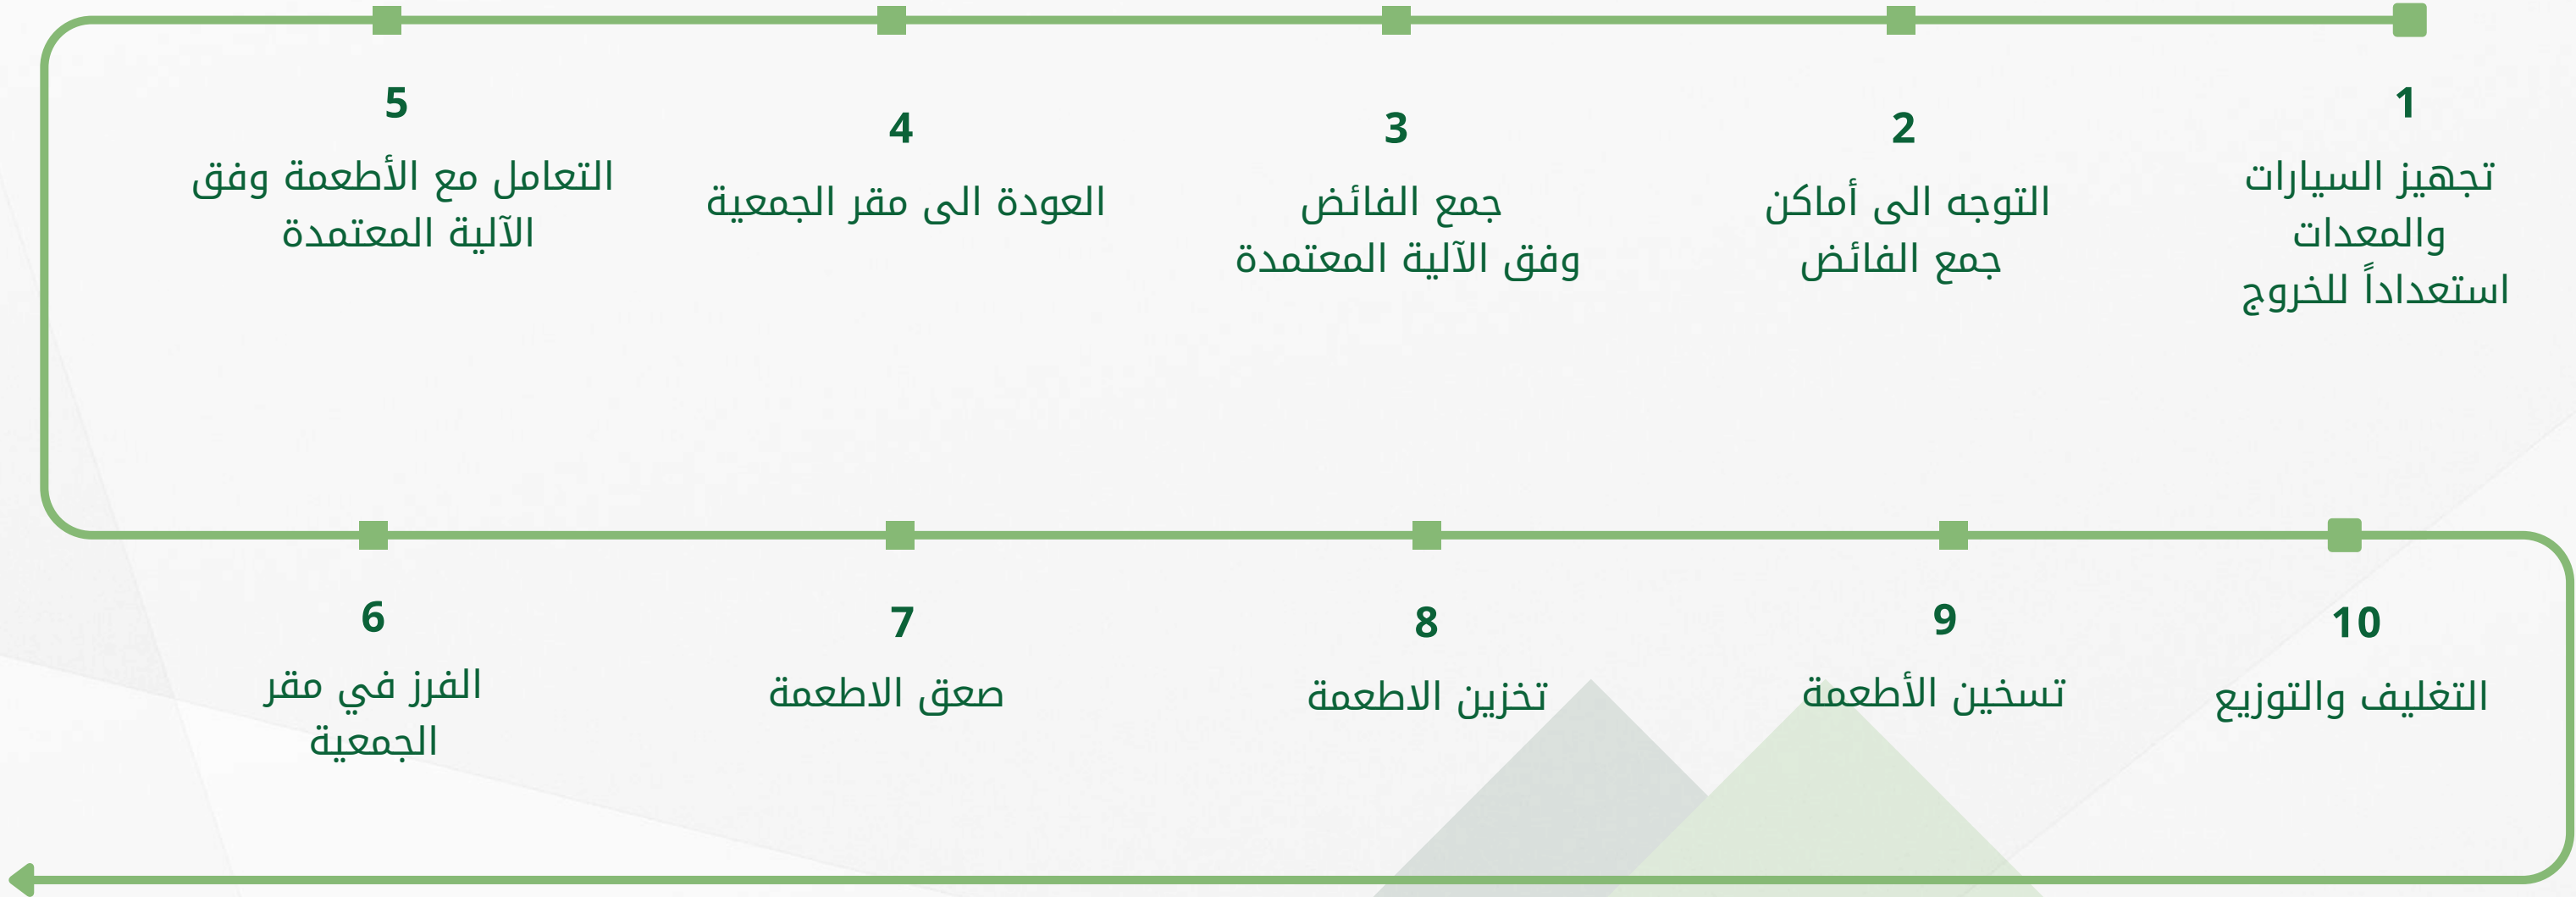 1
تجهيز السيارات
والمعدات
استعداداً للخروج
2
التوجه الى أماكن
جمع الفائض
3
جمع الفائض
وفق الآلية المعتمدة
4
العودة الى مقر الجمعية
5
التعامل مع الأطعمة وفق
الآلية المعتمدة
6
الفرز في مقر
الجمعية
7
صعق الاطعمة
8
تخزين الاطعمة
9
تسخين الأطعمة
10
التغليف والتوزيع